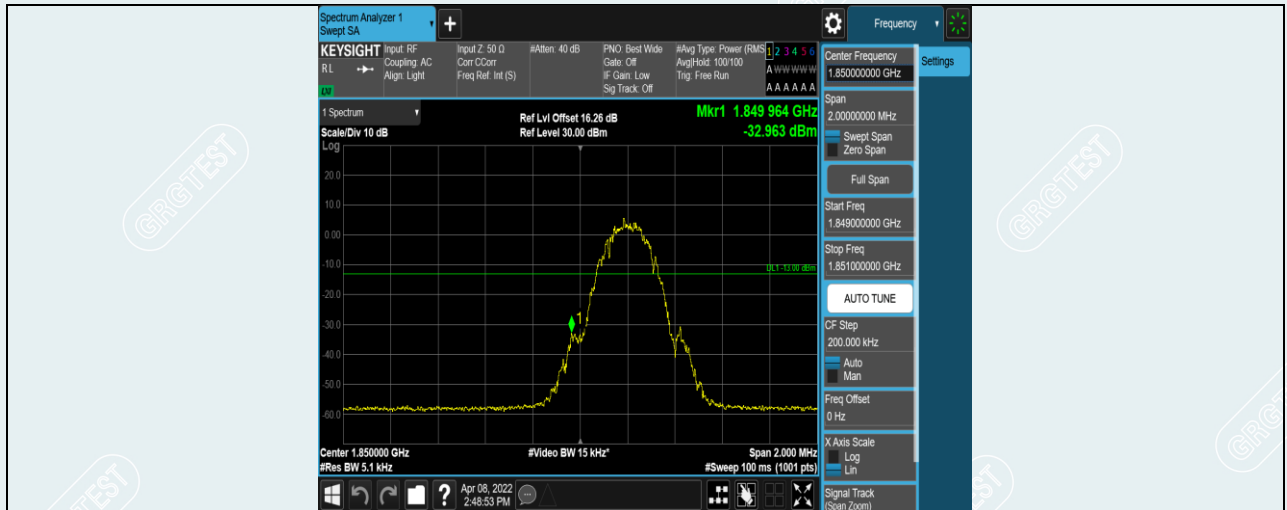 Spectrum Analyzer 1
Swept SA
+
Frequency
KEYSIGHT
RL
LXI
Input: RF
Coupling: AC
Align: Light
Input Z: 50 Ω
Corr CCorr
Freq Ref: Int (S)
#Atten: 40 dB
PNO: Best Wide
Gate: Off
IF Gain: Low
Sig Track: Off
#Avg Type: Power (RMS
Avg|Hold: 100/100
Trig: Free Run
1 2 3 4 5 6
A W W W W W
A A A A A A
1 Spectrum
Scale/Div 10 dB
Ref Lvl Offset 16.26 dB
Ref Level 30.00 dBm
Mkr1 1.849 964 GHz
-32.963 dBm
Log
20.0
10.0
0.00
-10.0
-20.0
-30.0
-40.0
-50.0
-60.0
DL1 -13.00 dBm
1
Center 1.85000 GHz
#Res BW 5.1 kHz
#Video BW 15 kHz*
Span 2.000 MHz
#Sweep 100 ms (1001 pts)
?
Apr 08, 2022
2:48:53 PM
Center Frequency
1.850000000 GHz
Settings
Span
2.00000000 MHz
Swept Span
Zero Span
Full Span
Start Freq
1.849000000 GHz
Stop Freq
1.851000000 GHz
AUTO TUNE
CF Step
200.000 kHz
Auto
Man
Freq Offset
0 Hz
X Axis Scale
Log
Lin
Signal Track
(Span Zoom)
GRGTEST
GRGTEST
GRGTEST